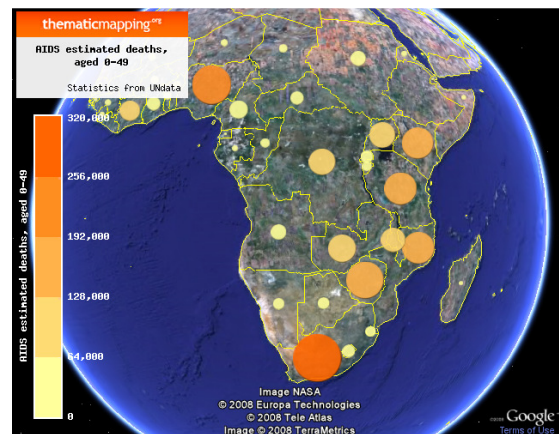 thematicmapping.org
AIDS estimated deaths,
aged 0-49
Statistics from UNdata
320,000
256,000
192,000
128,000
64,000
0
AIDS estimated deaths, aged 0-49
Image NASA
© 2008 Europa Technologies
© 2008 Tele Atlas
Image © 2008 TerraMetrics
Google
Terms of Use